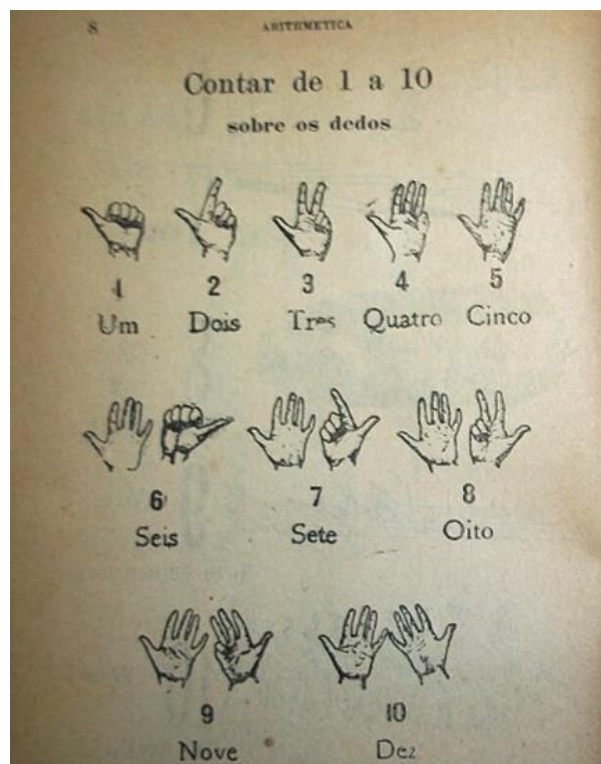 8 ARITHMETICA
Contar de 1 a 10
sobre os dedos
1 2 3 4 5
Um Dois Tres Quatro Cinco
6 7 8
Seis Sete Oito
9 10
Nove Dez